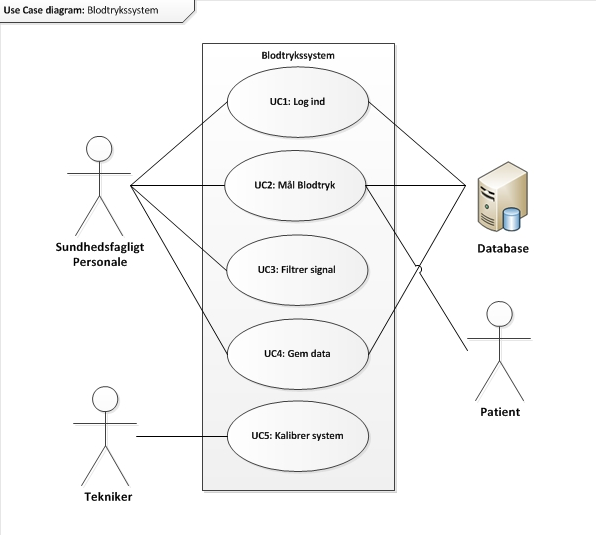 Use Case diagram: Blodtrykssystem
Blodtrykssystem
UC1: Log ind
UC2: Mål Blodtryk
UC3: Filtrer signal
UC4: Gem data
UC5: Kalibrer system
Sundhedsfagligt
Personale
Database
Patient
Tekniker